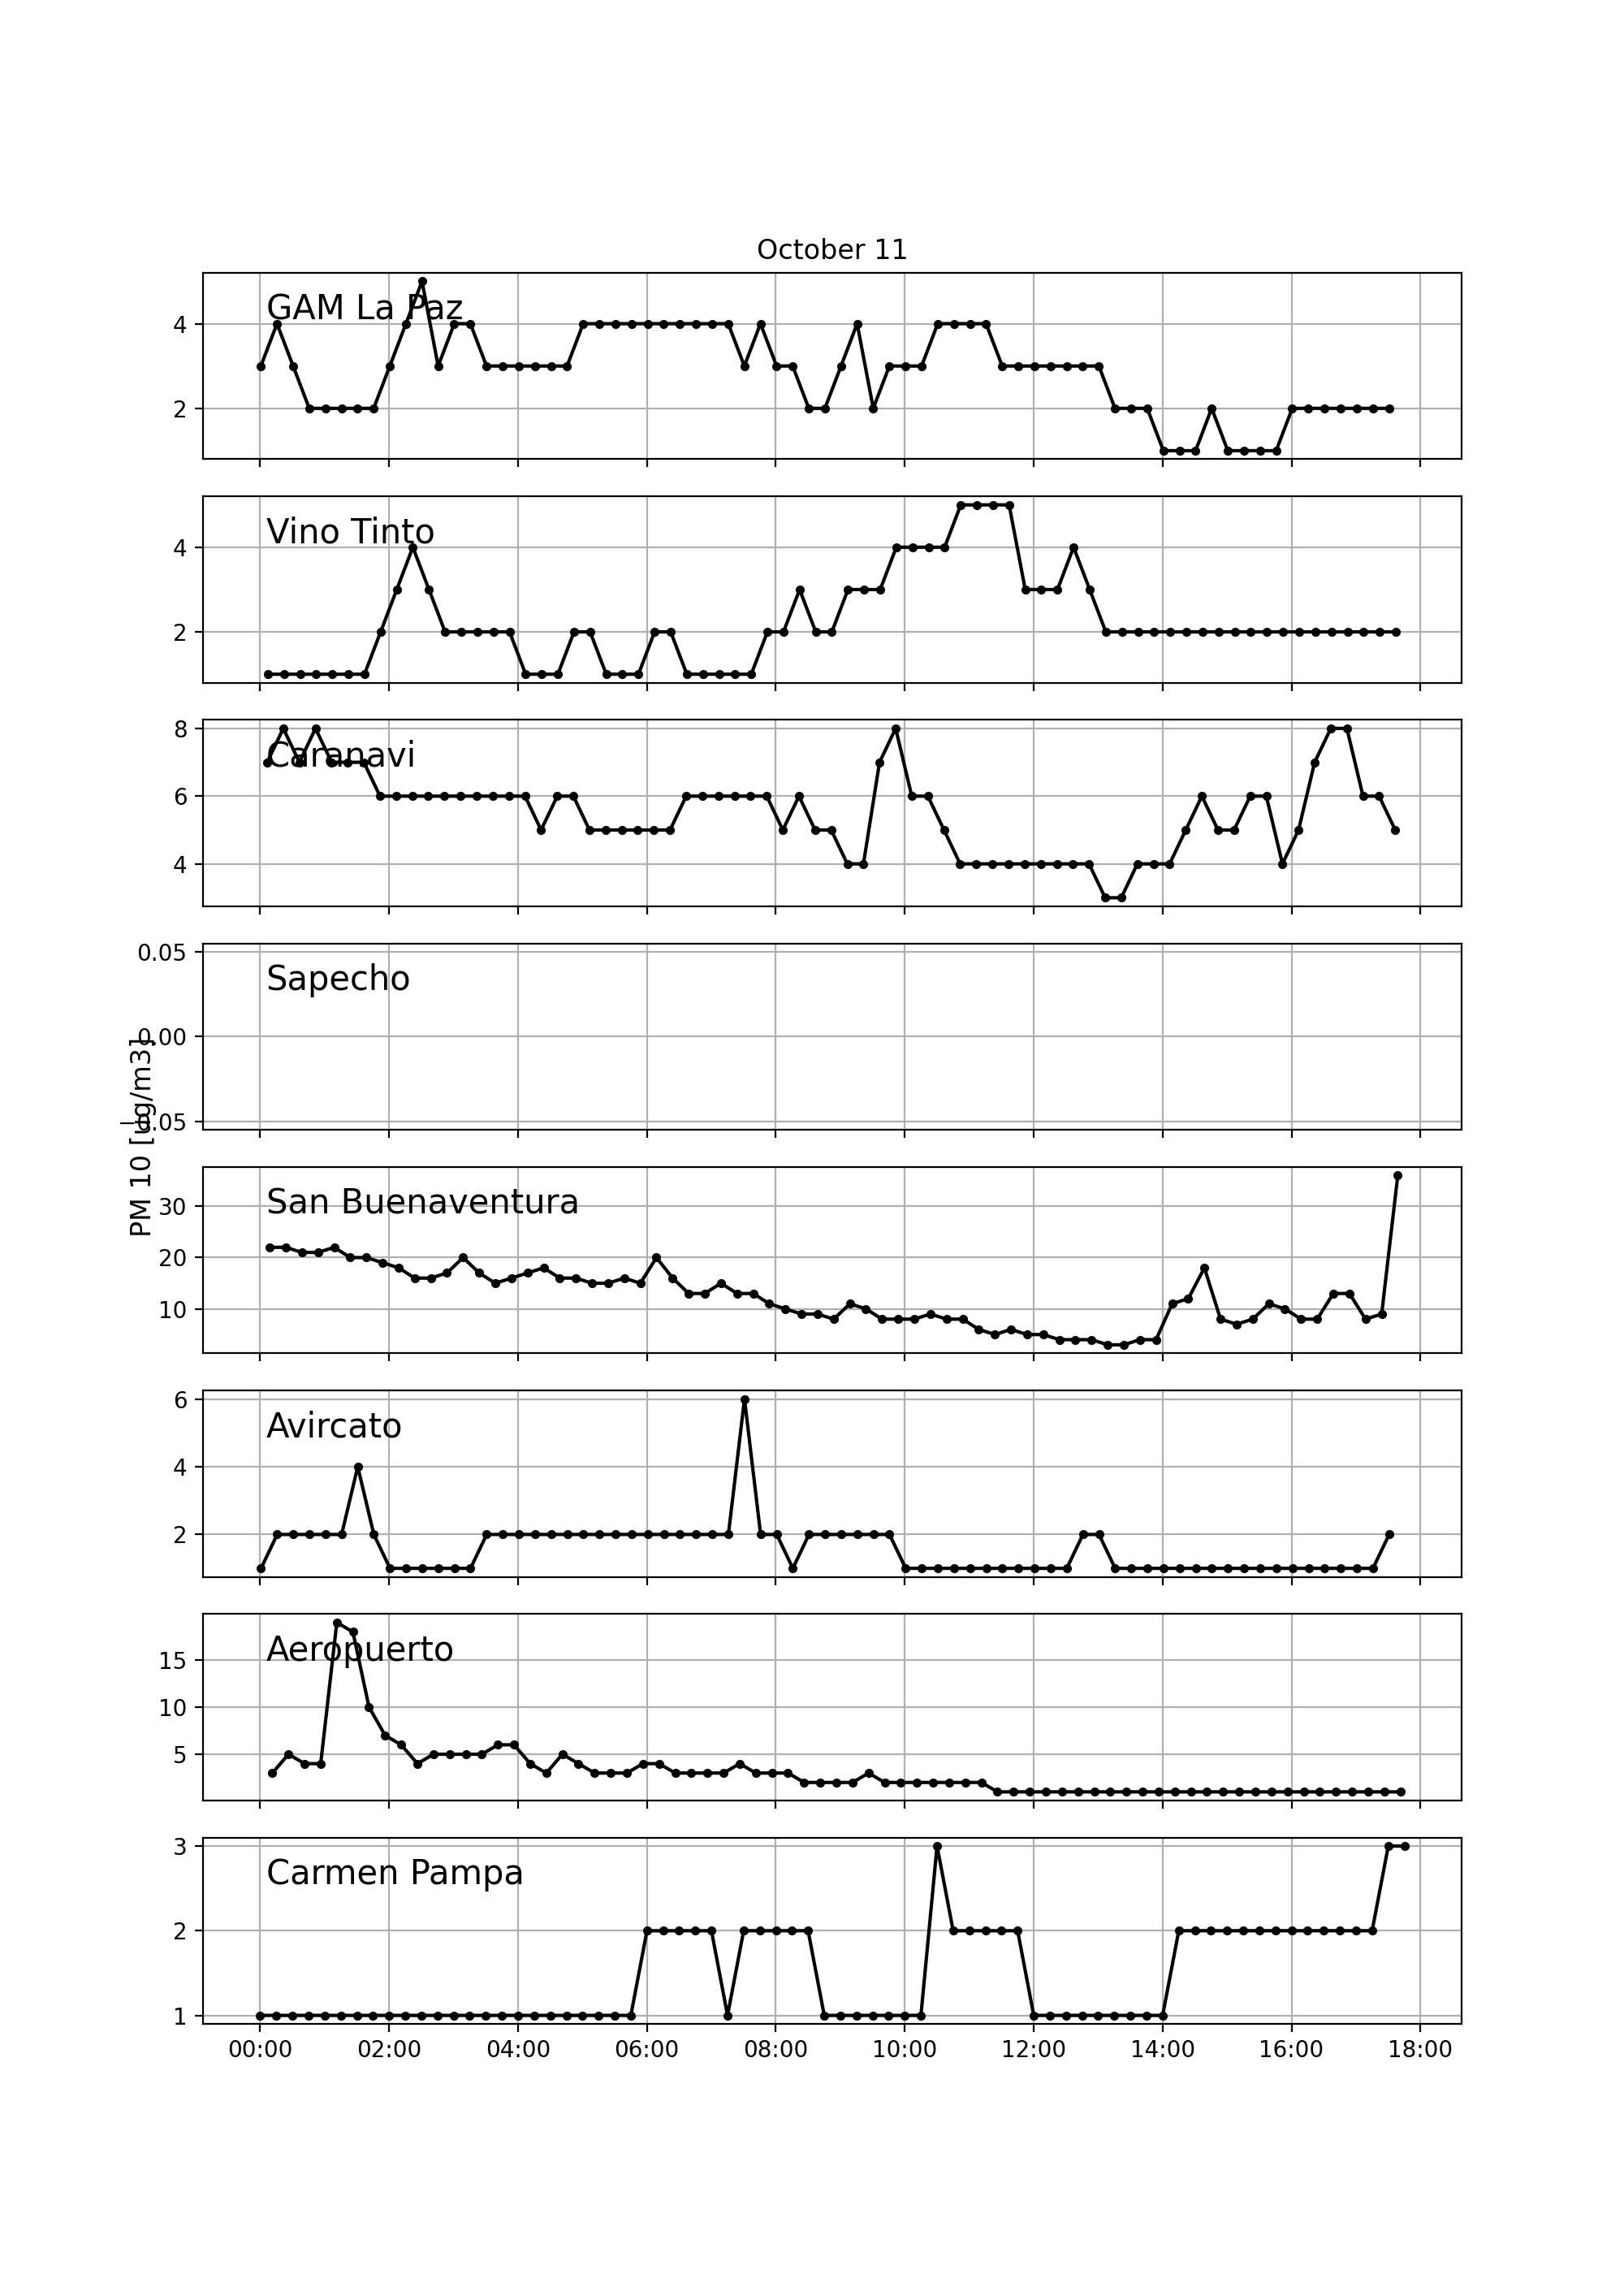 October 11
GAM La Paz
4
2
Vino Tinto
4
2
Caranavi
8
6
4
Sapecho
0.05
0.00
−0.05
PM 10 [ug/m3]
San Buenaventura
30
20
10
Avircato
6
4
2
Aeropuerto
15
10
5
Carmen Pampa
3
2
1
00:00 02:00 04:00 06:00 08:00 10:00 12:00 14:00 16:00 18:00